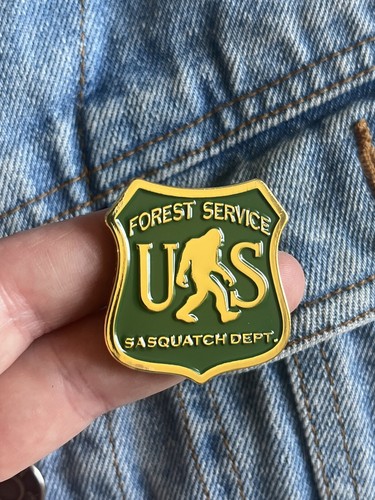 FOREST SERVICE
US
SASQUATCH DEPT.